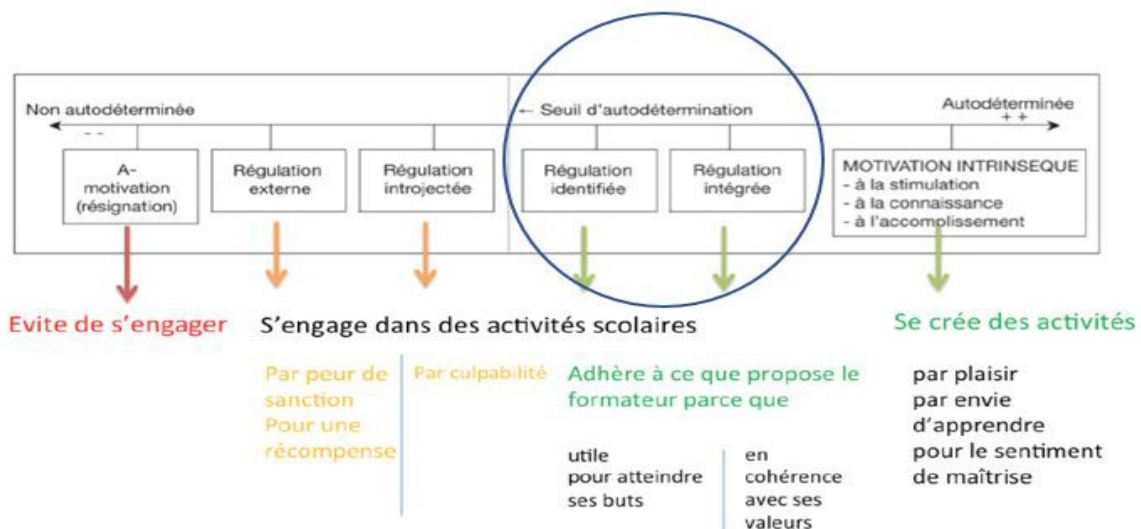 Non autodéterminée
← Seuil d'autodétermination
Autodéterminée
- -
+ +
A-
motivation
(résignation)
Régulation
externe
Régulation
introjectée
Régulation
identifiée
Régulation
intégrée
MOTIVATION INTRINSEQUE
- à la stimulation
- à la connaissance
- à l'accomplissement
Evite de s'engager
S'engage dans des activités scolaires
Se crée des activités
Par peur de
sanction
Pour une
récompense
Par culpabilité
Adhère à ce que propose le
formateur parce que
utile
pour atteindre
ses buts
en
cohérence
avec ses
valeurs
par plaisir
par envie
d'apprendre
pour le sentiment
de maîtrise